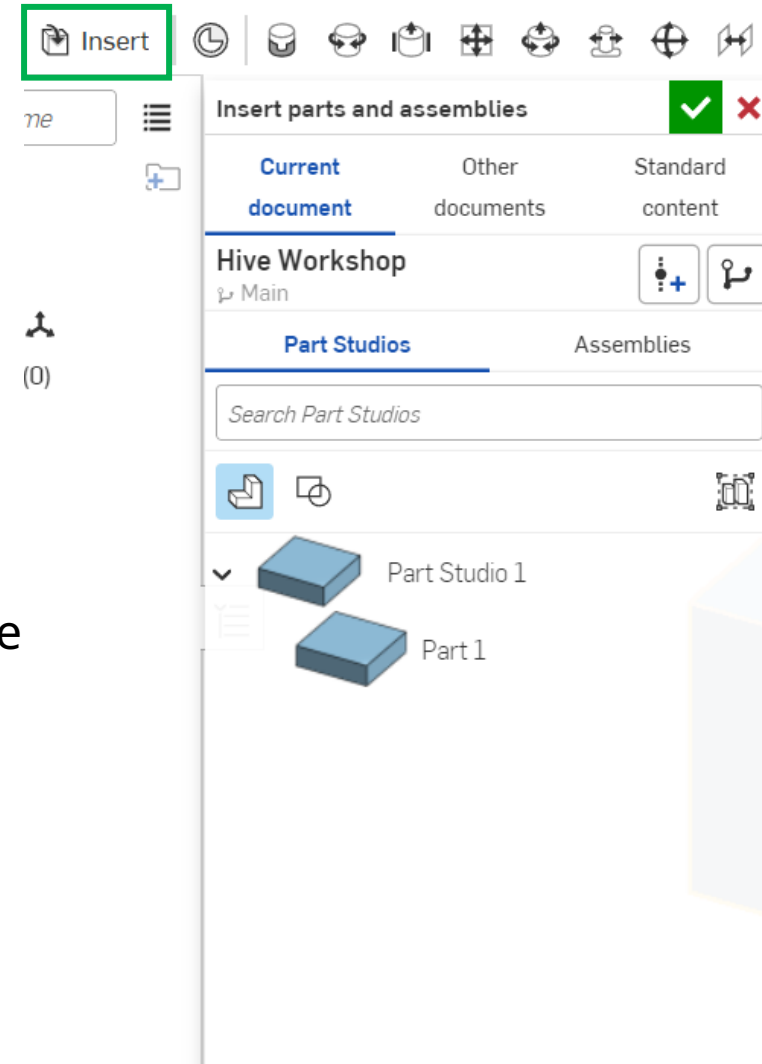 Insert
me
Insert parts and assemblies
Current document
Other documents
Standard content
Hive Workshop
Main
Part Studios
Assemblies
(0)
Search Part Studios
Part Studio 1
e
Part 1